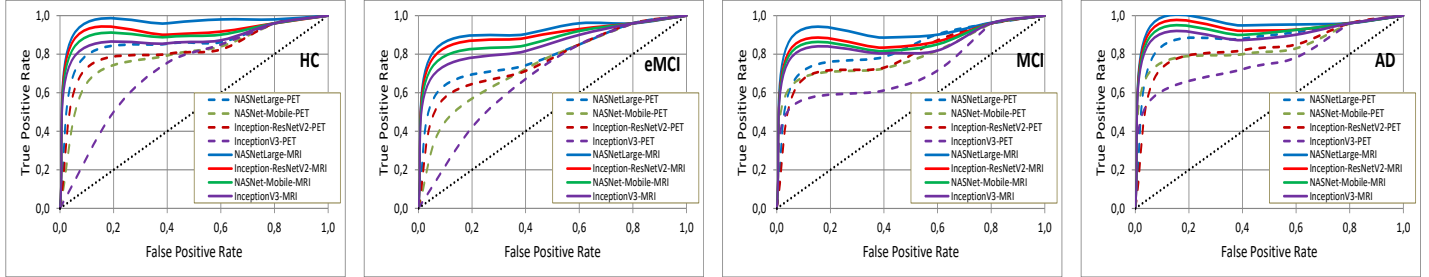 True Positive Rate
1,0
0,8
0,6
0,4
0,2
0,0
HC
NASNetLarge-PET
NASNet-Mobile-PET
Inception-ResNetV2-PET
InceptionV3-PET
NASNetLarge-MRI
Inception-ResNetV2-MRI
NASNet-Mobile-MRI
InceptionV3-MRI
0,0 0,2 0,4 0,6 0,8 1,0
False Positive Rate
True Positive Rate
1,0
0,8
0,6
0,4
0,2
0,0
eMCI
NASNetLarge-PET
NASNet-Mobile-PET
Inception-ResNetV2-PET
InceptionV3-PET
NASNetLarge-MRI
Inception-ResNetV2-MRI
NASNet-Mobile-MRI
InceptionV3-MRI
0,0 0,2 0,4 0,6 0,8 1,0
False Positive Rate
True Positive Rate
1,0
0,8
0,6
0,4
0,2
0,0
MCI
NASNetLarge-PET
NASNet-Mobile-PET
Inception-ResNetV2-PET
InceptionV3-PET
NASNetLarge-MRI
Inception-ResNetV2-MRI
NASNet-Mobile-MRI
InceptionV3-MRI
0,0 0,2 0,4 0,6 0,8 1,0
False Positive Rate
True Positive Rate
1,0
0,8
0,6
0,4
0,2
0,0
AD
NASNetLarge-PET
NASNet-Mobile-PET
Inception-ResNetV2-PET
InceptionV3-PET
NASNetLarge-MRI
Inception-ResNetV2-MRI
NASNet-Mobile-MRI
InceptionV3-MRI
0,0 0,2 0,4 0,6 0,8 1,0
False Positive Rate